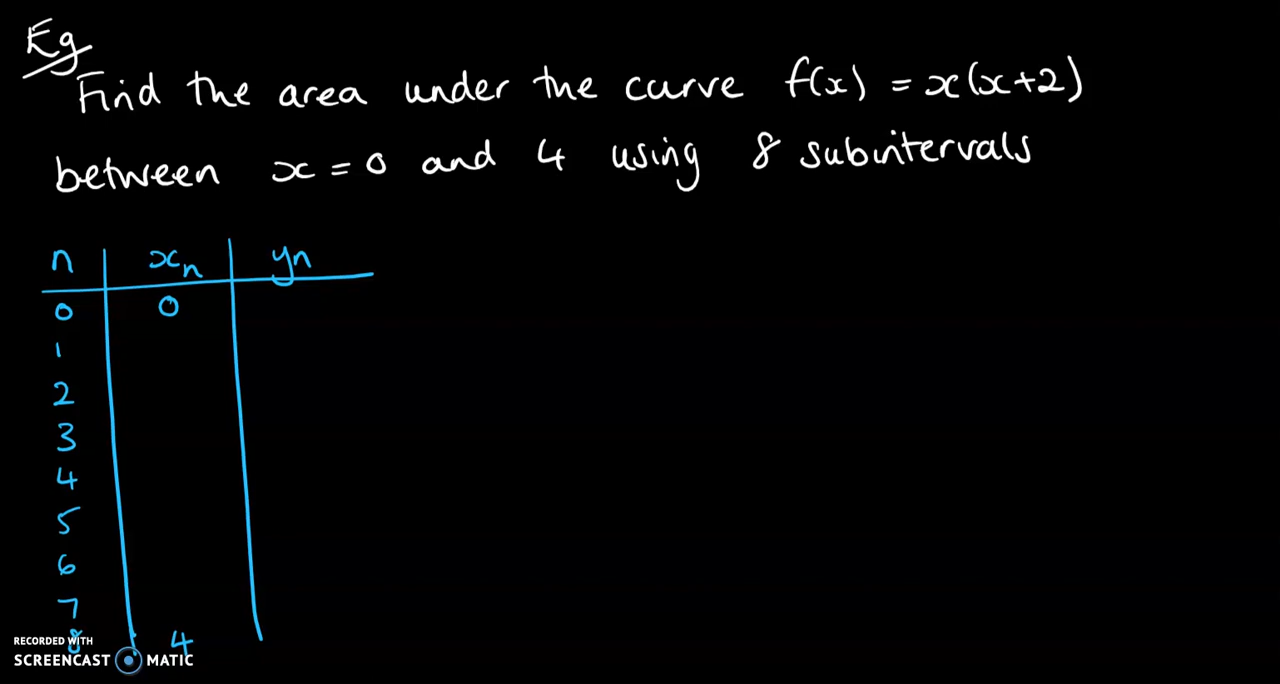 Eg
Find the area under the curve f(x) = x(x+2)
between x = 0 and 4 using 8 subintervals
n xₙ yn
0 0
1
2
3
4
5
6
7
8 4
RECORDED WITH
SCREENCAST MATIC